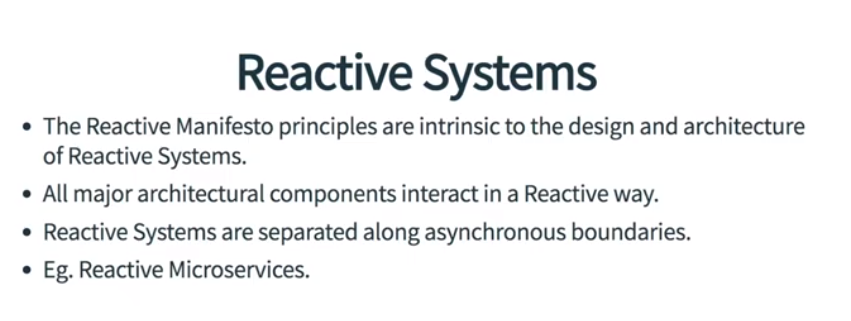 Reactive Systems
• The Reactive Manifesto principles are intrinsic to the design and architecture
of Reactive Systems.
• All major architectural components interact in a Reactive way.
• Reactive Systems are separated along asynchronous boundaries.
• Eg. Reactive Microservices.